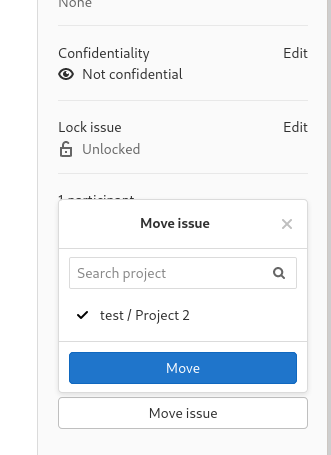 None
Confidentiality Edit
Not confidential
Lock issue Edit
Unlocked
1 participant
Move issue
Search project
test / Project 2
Move
Move issue